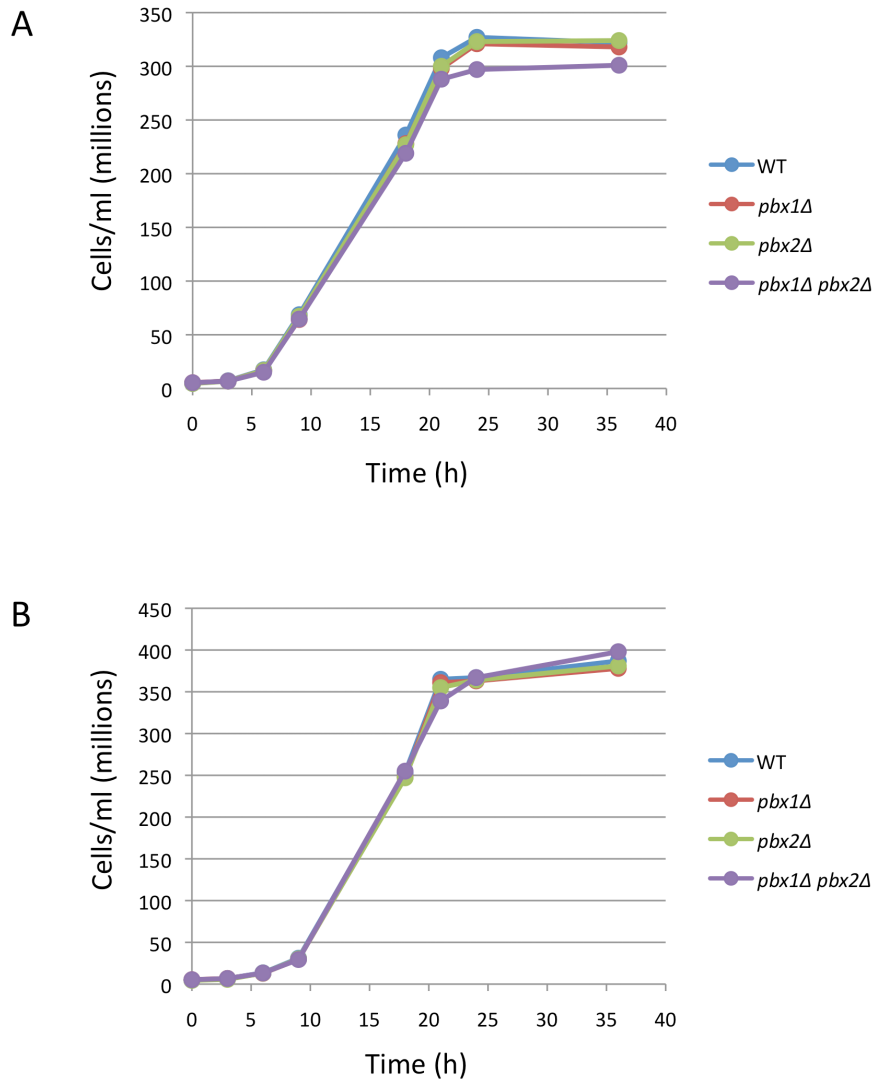 A
350
300
250
200
150
100
50
0
Cells/ml (millions)
0 5 10 15 20 25 30 35 40
Time (h)
WT
pbx1Δ
pbx2Δ
pbx1Δ pbx2Δ
B
450
400
350
300
250
200
150
100
50
0
Cells/ml (millions)
0 5 10 15 20 25 30 35 40
Time (h)
WT
pbx1Δ
pbx2Δ
pbx1Δ pbx2Δ